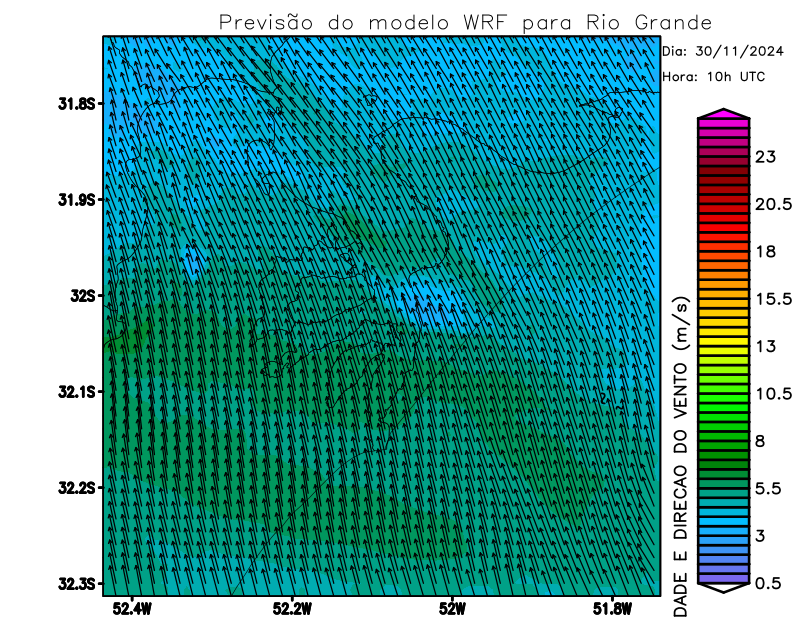 Previsão do modelo WRF para Rio Grande
Dia: 30/11/2024
Hora: 10h UTC
31.8S
31.9S
32S
32.1S
32.2S
32.3S
52.4W
52.2W
52W
51.8W
23
20.5
18
15.5
13
10.5
8
5.5
3
0.5
DADE E DIRECAO DO VENTO (m/s)